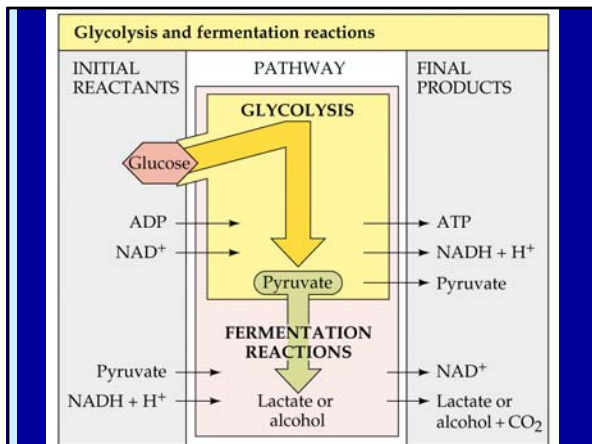 Glycolysis and fermentation reactions
INITIAL
REACTANTS
PATHWAY
FINAL
PRODUCTS
GLYCOLYSIS
Glucose
ADP
ATP
NAD⁺
NADH + H⁺
Pyruvate
Pyruvate
FERMENTATION
REACTIONS
Pyruvate
NAD⁺
NADH + H⁺
Lactate or
alcohol
Lactate or
alcohol + CO₂